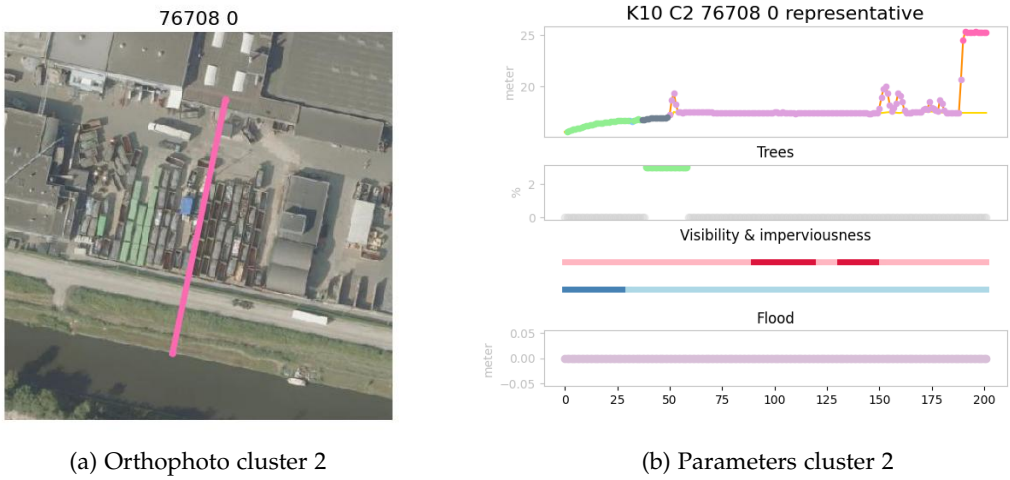 76708 0
K10 C2 76708 0 representative
25
20
meter
Trees
2
0
%
Visibility & imperviousness
Flood
0.05
0.00
−0.05
meter
0 25 50 75 100 125 150 175 200
(a) Orthophoto cluster 2
(b) Parameters cluster 2